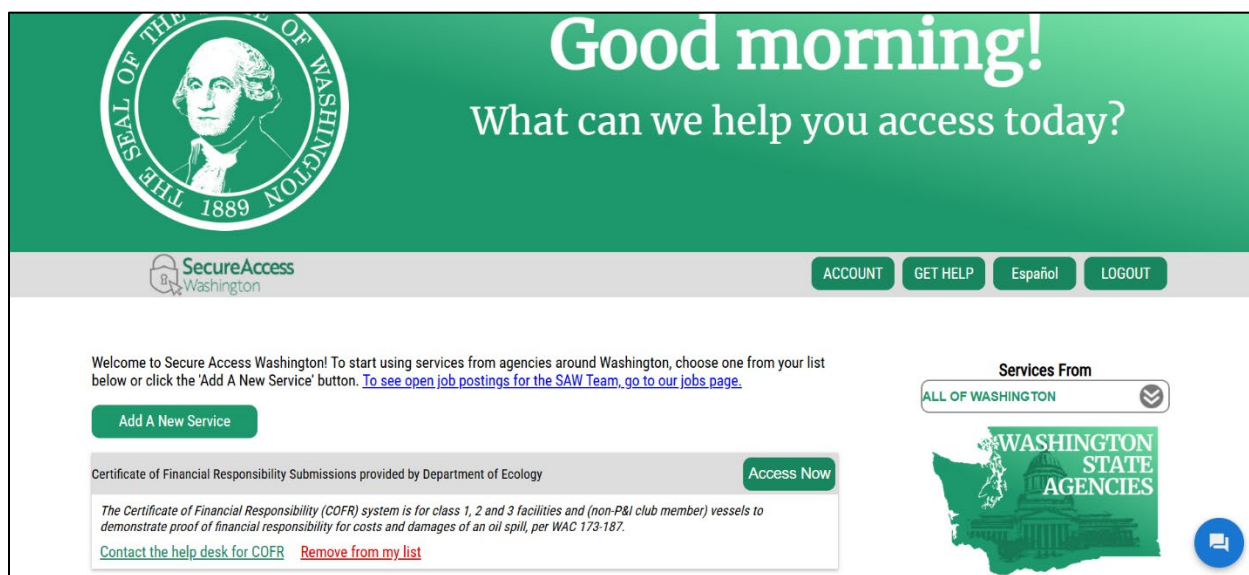 THE SEAL OF THE STATE OF WASHINGTON
1889
Good morning!
What can we help you access today?
SecureAccess
Washington
ACCOUNT
GET HELP
Español
LOGOUT
Welcome to Secure Access Washington! To start using services from agencies around Washington, choose one from your list
below or click the 'Add A New Service' button. To see open job postings for the SAW Team, go to our jobs page.
Add A New Service
Certificate of Financial Responsibility Submissions provided by Department of Ecology
Access Now
The Certificate of Financial Responsibility (COFR) system is for class 1, 2 and 3 facilities and (non-P&I club member) vessels to
demonstrate proof of financial responsibility for costs and damages of an oil spill, per WAC 173-187.
Contact the help desk for COFR
Remove from my list
Services From
ALL OF WASHINGTON
WASHINGTON
STATE
AGENCIES